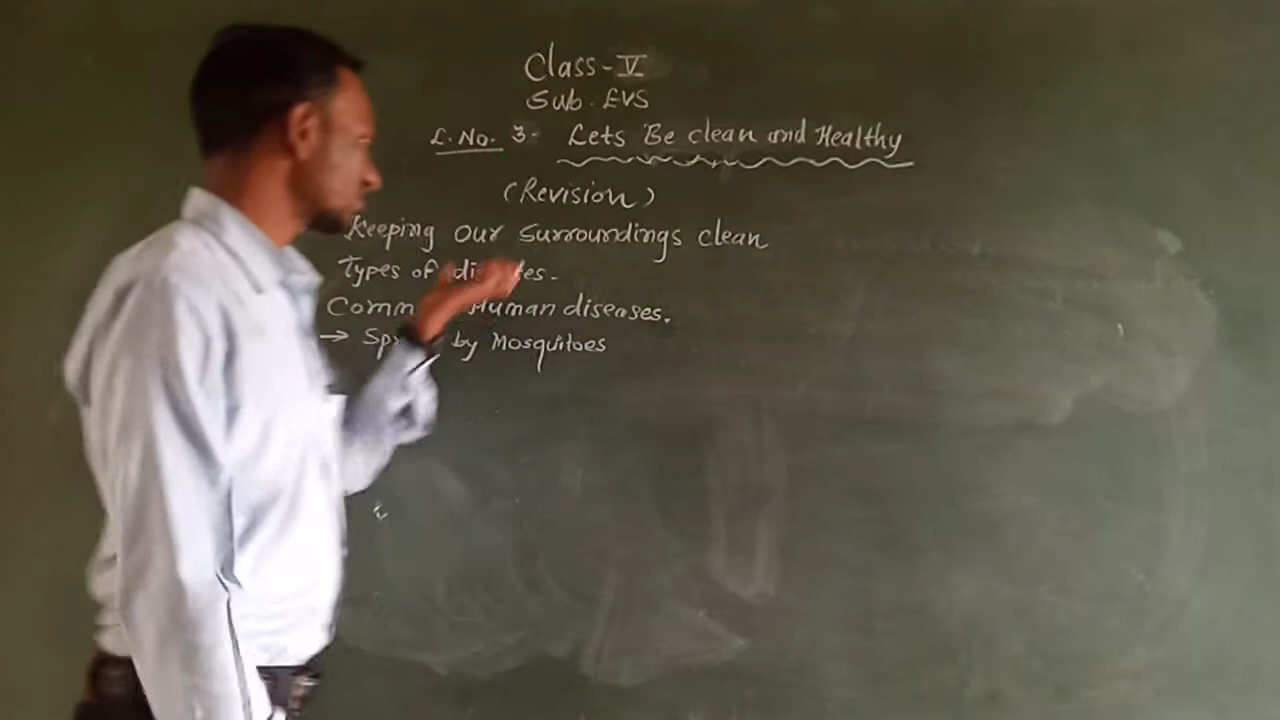 Class-V
Sub. EVS
L. No. 3- Lets Be clean and Healthy
(Revision)
Keeping our surroundings clean
Types of
Human diseases.
→ by Mosquitoes